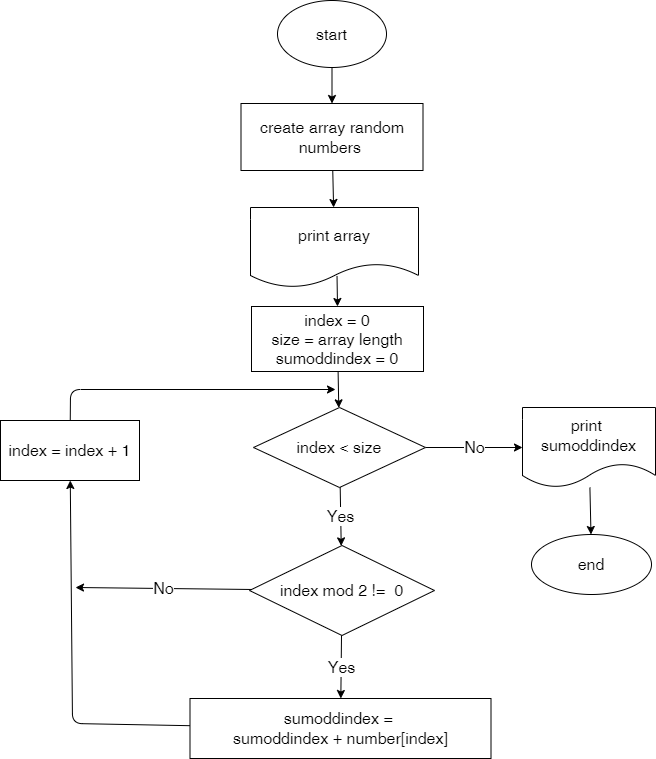 start
create array random
numbers
print array
index = 0
size = array length
sumoddindex = 0
index = index + 1
index < size
No
print
sumoddindex
Yes
end
index mod 2 != 0
No
Yes
sumoddindex =
sumoddindex + number[index]